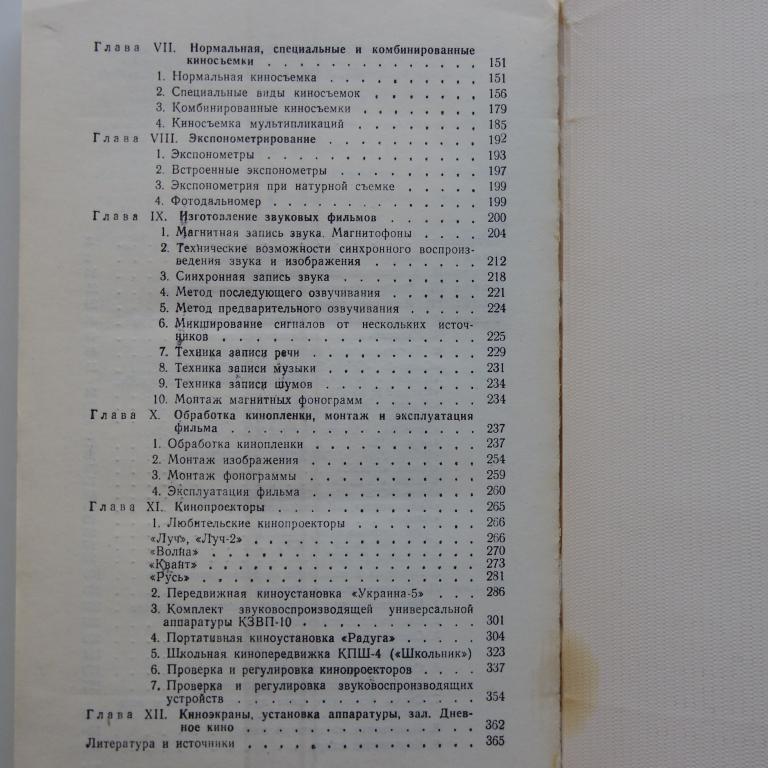 Глава VII. Нормальная, специальные и комбинированные
киносъемки . . . . . . . . . . . . . . 151
1. Нормальная киносъемка . . . . . . . . 151
2. Специальные виды киносъемок . . . . . . 156
3. Комбинированные киносъемки . . . . . . 179
4. Киносъемка мультипликаций . . . . . . . 185
Глава VIII. Экспонометрирование . . . . . . . . 192
1. Экспонометры . . . . . . . . . . . 193
2. Встроенные экспонометры . . . . . . . 197
3. Экспонометрия при натурной съемке . . . . 199
4. Фотодальномер . . . . . . . . . . . 199
Глава IX. Изготовление звуковых фильмов . . . . . . 200
1. Магнитная запись звука. Магнитофоны . . . . 204
2. Технические возможности синхронного воспроиз-
ведения звука и изображения . . . . . . 212
3. Синхронная запись звука . . . . . . . 218
4. Метод последующего озвучивания . . . . . 221
5. Метод предварительного озвучивания . . . . 224
6. Микширование сигналов от нескольких источ-
ников . . . . . . . . . . . . . 225
7. Техника записи речи . . . . . . . . . 229
8. Техника записи музыки . . . . . . . . 231
9. Техника записи шумов . . . . . . . . 234
10. Монтаж магнитных фонограмм . . . . . . 234
Глава X. Обработка кинопленки, монтаж и эксплуатация
фильма . . . . . . . . . . . . . . 237
1. Обработка кинопленки . . . . . . . . . 237
2. Монтаж изображения . . . . . . . . . 254
3. Монтаж фонограммы . . . . . . . . . 259
4. Эксплуатация фильма . . . . . . . . . 260
Глава XI. Кинопроекторы . . . . . . . . . . . 265
1. Любительские кинопроекторы . . . . . . . 266
«Луч», «Луч-2» . . . . . . . . . . . . 266
«Волна» . . . . . . . . . . . . . . 270
«Квант» . . . . . . . . . . . . . . 273
«Русь» . . . . . . . . . . . . . . 281
2. Передвижная киноустановка «Украина-5» . . . 286
3. Комплект звуковоспроизводящей универсальной
аппаратуры КЗВП-10 . . . . . . . . . 301
4. Портативная киноустановка «Радуга» . . . . 304
5. Школьная кинопередвижка КПШ-4 («Школьник») 323
6. Проверка и регулировка кинопроекторов . . . 337
7. Проверка и регулировка звуковоспроизводящих
устройств . . . . . . . . . . . . . 354
Глава XII. Киноэкраны, установка аппаратуры, зал. Днев-
ное кино . . . . . . . . . . . . . 362
Литература и источники . . . . . . . . . . . . 365